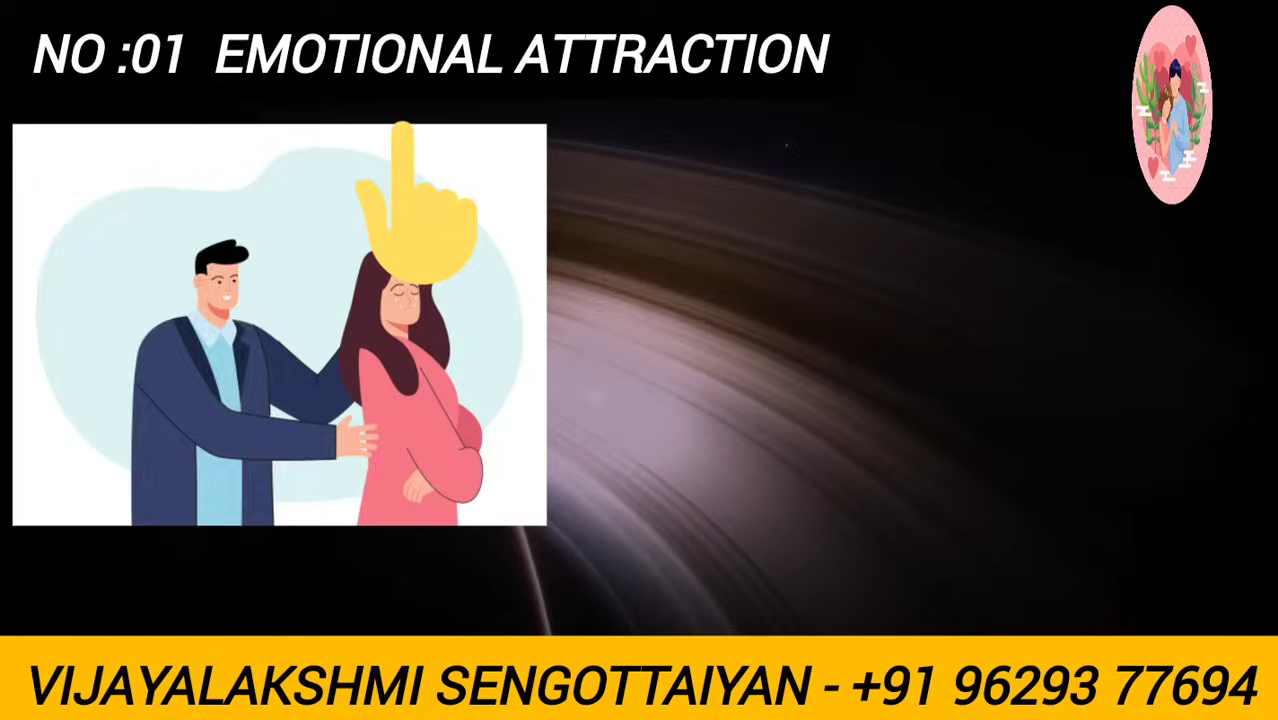 NO :01 EMOTIONAL ATTRACTION
VIJAYALAKSHMI SENGOTTAIYAN - +91 96293 77694